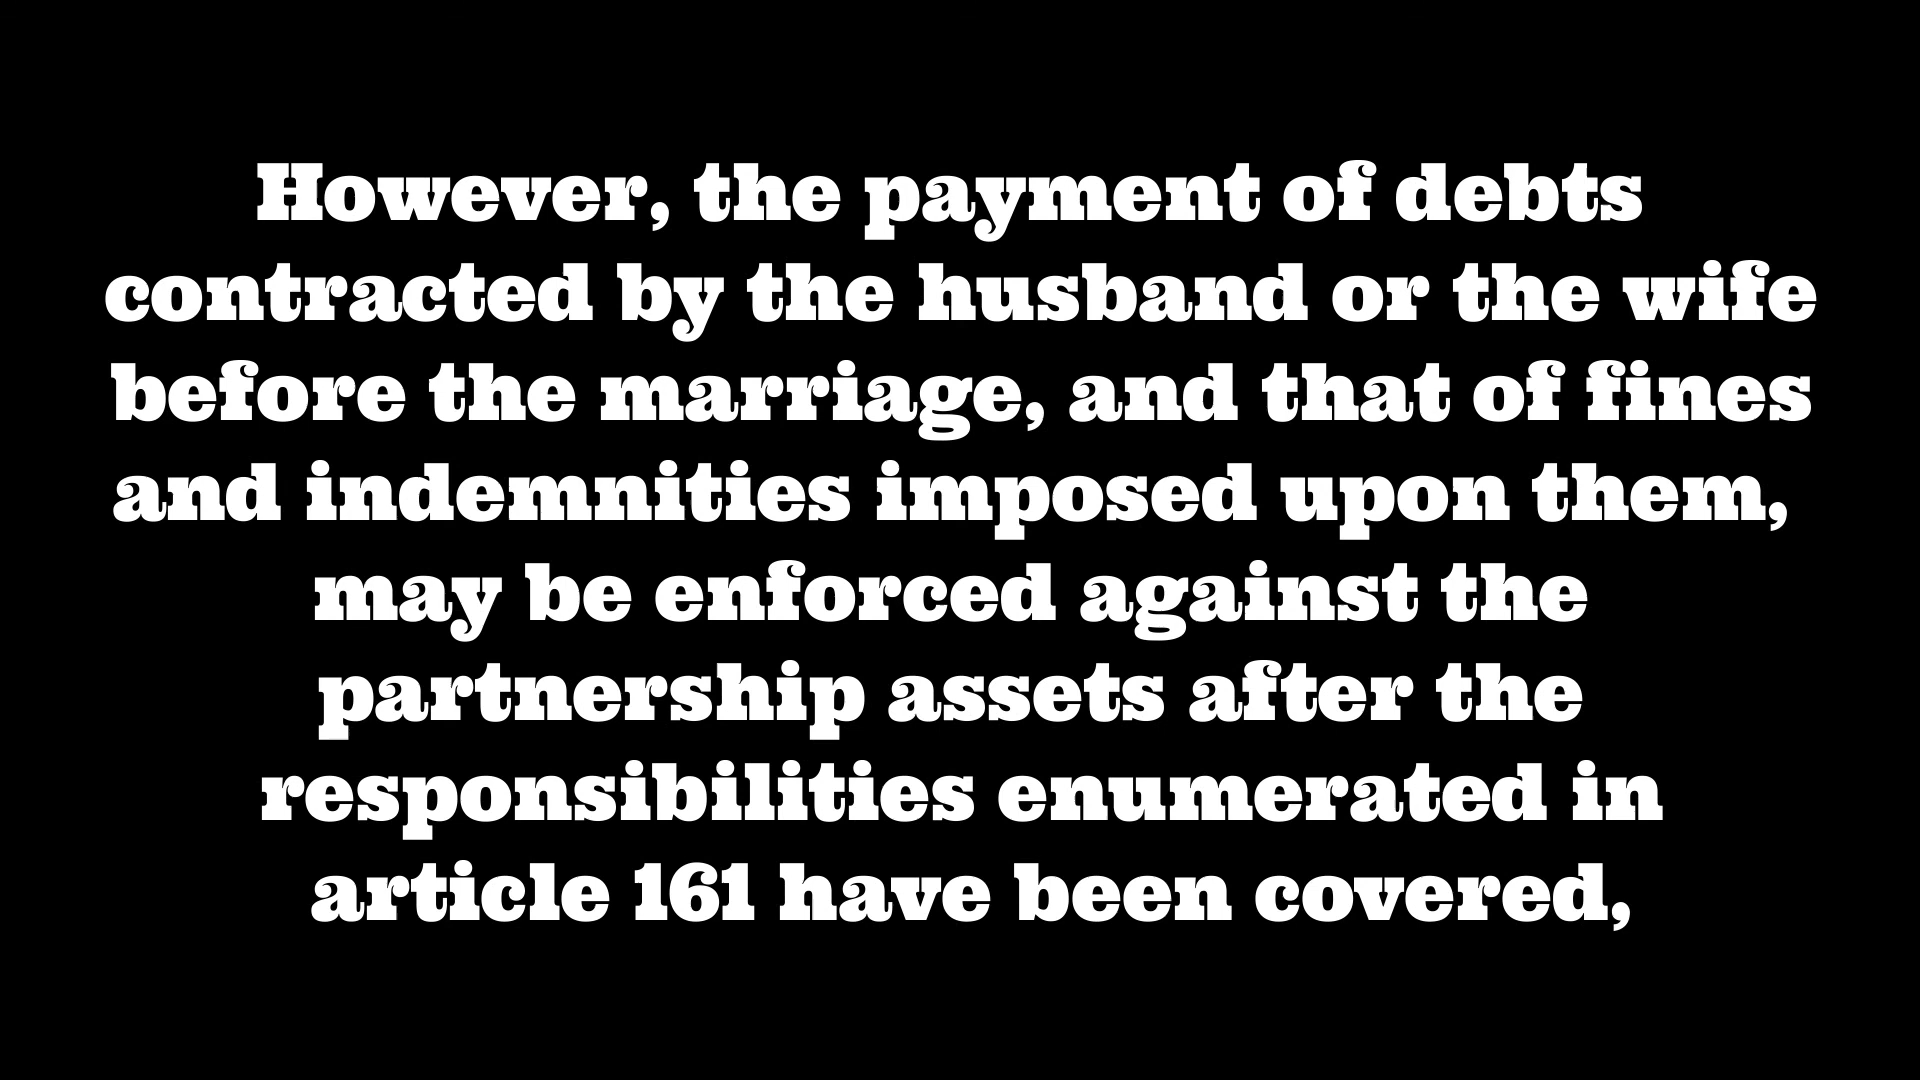 However, the payment of debts
contracted by the husband or the wife
before the marriage, and that of fines
and indemnities imposed upon them,
may be enforced against the
partnership assets after the
responsibilities enumerated in
article 161 have been covered,